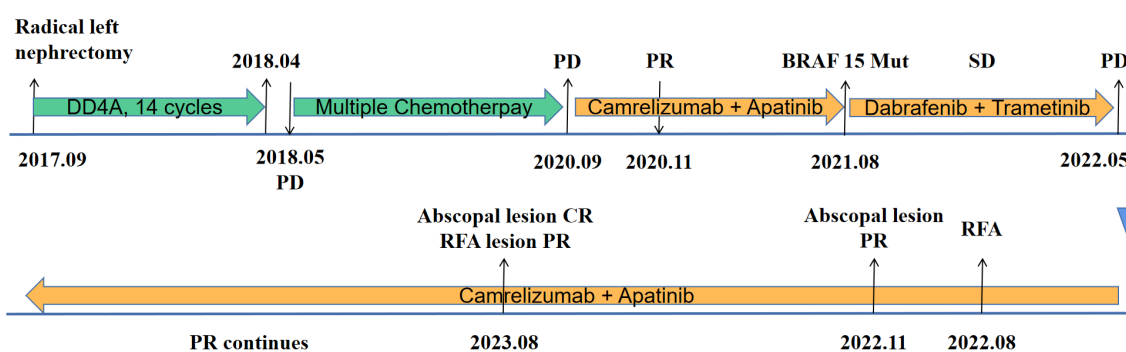 Radical left
nephrectomy
2018.04
PD
PR
BRAF 15 Mut
SD
PD
DD4A, 14 cycles
Multiple Chemotherpay
Camrelizumab + Apatinib
Dabrafenib + Trametinib
2017.09
2018.05
PD
2020.09
2020.11
2021.08
2022.05
Abscopal lesion CR
RFA lesion PR
Abscopal lesion
PR
RFA
Camrelizumab + Apatinib
PR continues
2023.08
2022.11
2022.08